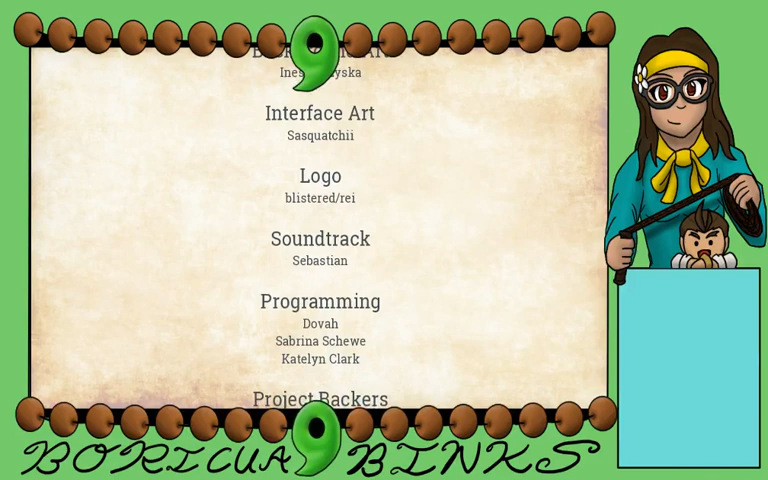 Interface Art
Sasquatchii
Logo
blistered/rei
Soundtrack
Sebastian
Programming
Dovah
Sabrina Schewe
Katelyn Clark
Project Backers
BORICUA BINKS